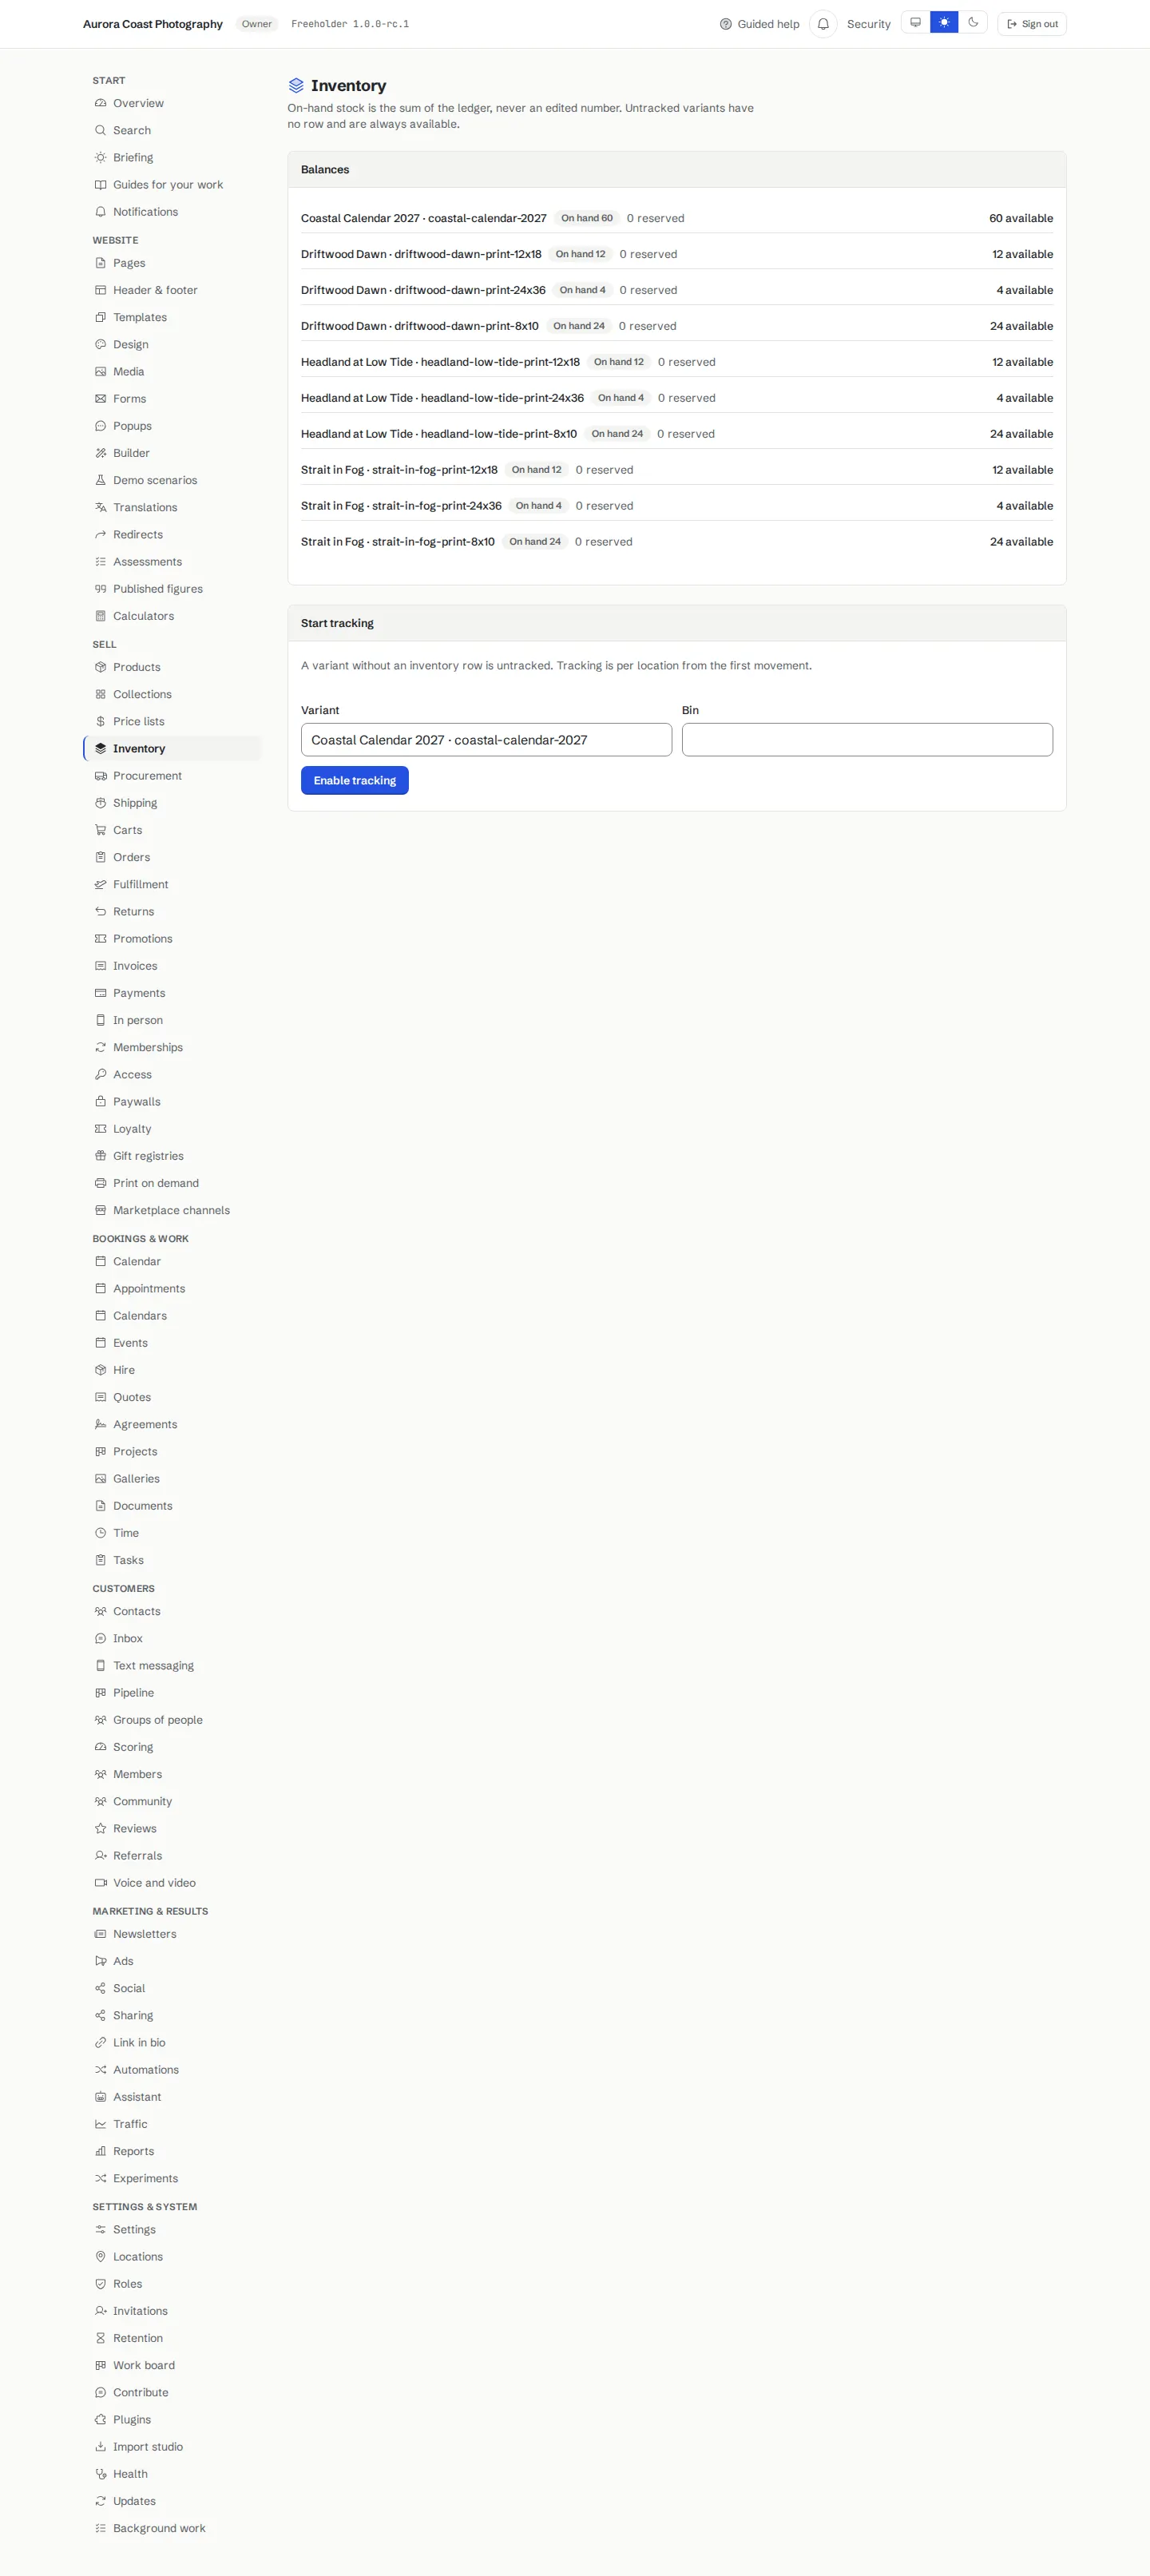 Aurora Coast Photography Owner Freeholder 1.0.0-rc.1 Guided help Security Sign out
START
Overview
Search
Briefing
Guides for your work
Notifications
WEBSITE
Pages
Header & footer
Templates
Design
Media
Forms
Popups
Builder
Demo scenarios
Translations
Redirects
Assessments
Published figures
Calculators
SELL
Products
Collections
Price lists
Inventory
Procurement
Shipping
Carts
Orders
Fulfillment
Returns
Promotions
Invoices
Payments
In person
Memberships
Access
Paywalls
Loyalty
Gift registries
Print on demand
Marketplace channels
BOOKINGS & WORK
Calendar
Appointments
Calendars
Events
Hire
Quotes
Agreements
Projects
Galleries
Documents
Time
Tasks
CUSTOMERS
Contacts
Inbox
Text messaging
Pipeline
Groups of people
Scoring
Members
Community
Reviews
Referrals
Voice and video
MARKETING & RESULTS
Newsletters
Ads
Social
Sharing
Link in bio
Automations
Assistant
Traffic
Reports
Experiments
SETTINGS & SYSTEM
Settings
Locations
Roles
Invitations
Retention
Work board
Contribute
Plugins
Import studio
Health
Updates
Background work
Inventory
On-hand stock is the sum of the ledger, never an edited number. Untracked variants have
no row and are always available.
Balances
Coastal Calendar 2027 · coastal-calendar-2027 On hand 60 0 reserved 60 available
Driftwood Dawn · driftwood-dawn-print-12x18 On hand 12 0 reserved 12 available
Driftwood Dawn · driftwood-dawn-print-24x36 On hand 4 0 reserved 4 available
Driftwood Dawn · driftwood-dawn-print-8x10 On hand 24 0 reserved 24 available
Headland at Low Tide · headland-low-tide-print-12x18 On hand 12 0 reserved 12 available
Headland at Low Tide · headland-low-tide-print-24x36 On hand 4 0 reserved 4 available
Headland at Low Tide · headland-low-tide-print-8x10 On hand 24 0 reserved 24 available
Strait in Fog · strait-in-fog-print-12x18 On hand 12 0 reserved 12 available
Strait in Fog · strait-in-fog-print-24x36 On hand 4 0 reserved 4 available
Strait in Fog · strait-in-fog-print-8x10 On hand 24 0 reserved 24 available
Start tracking
A variant without an inventory row is untracked. Tracking is per location from the first movement.
Variant Bin
Coastal Calendar 2027 · coastal-calendar-2027
Enable tracking